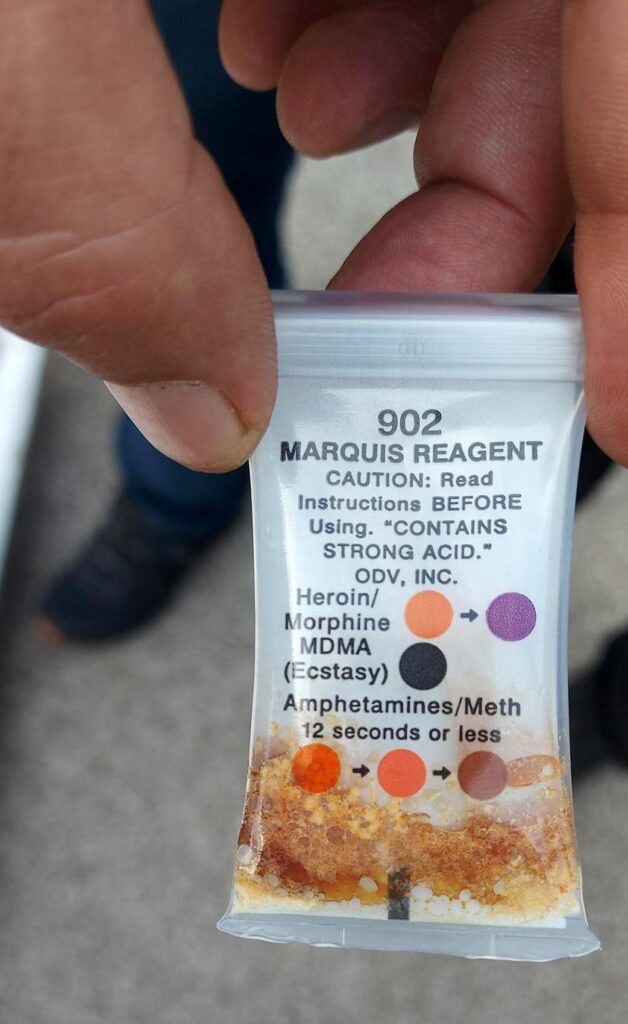 902
MARQUIS REAGENT
CAUTION: Read
Instructions BEFORE
Using. "CONTAINS
STRONG ACID."
ODV, INC.
Heroin/
Morphine
MDMA
(Ecstasy)
Amphetamines/Meth
12 seconds or less